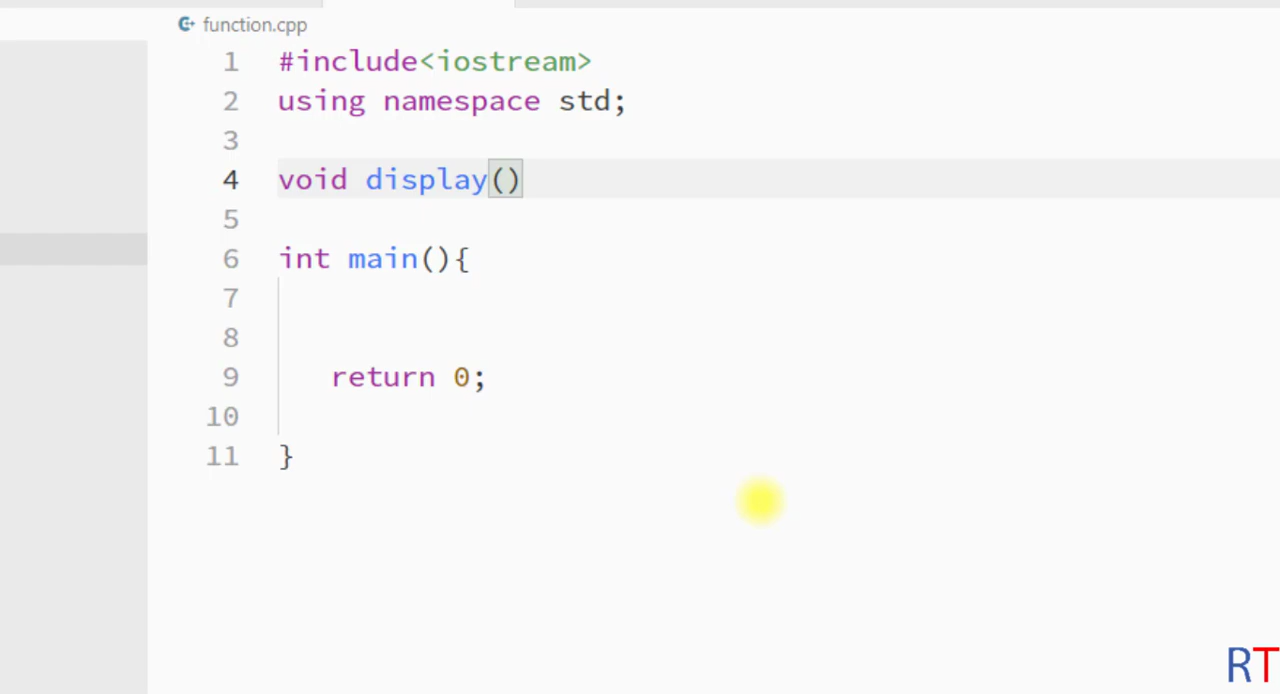 function.cpp
1 #include<iostream>
2 using namespace std;
3
4 void display()
5
6 int main(){
7
8
9 return 0;
10
11 }
RT